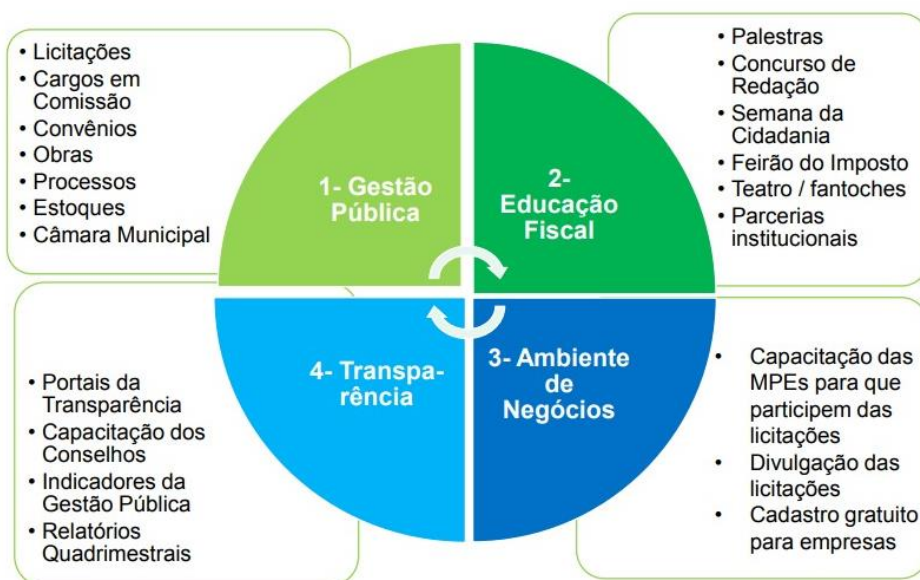 • Licitações
• Cargos em
Comissão
• Convênios
• Obras
• Processos
• Estoques
• Câmara Municipal
1- Gestão
Pública
• Palestras
• Concurso de
Redação
• Semana da
Cidadania
• Feirão do Imposto
• Teatro / fantoches
• Parcerias
institucionais
2-
Educação
Fiscal
• Portais da
Transparência
• Capacitação dos
Conselhos
• Indicadores da
Gestão Pública
• Relatórios
Quadrimestrais
4- Transpa-
rência
3- Ambiente
de
Negócios
• Capacitação das
MPEs para que
participem das
licitações
• Divulgação das
licitações
• Cadastro gratuito
para empresas